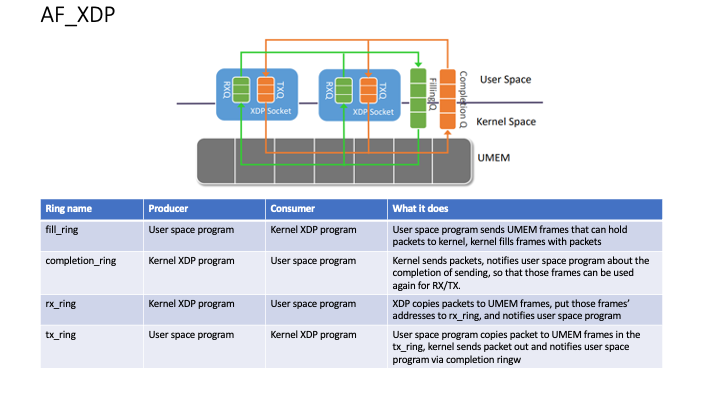 AF_XDP
RXQ
TXQ
XDP Socket
RXQ
TXQ
XDP Socket
Filling Q
Completion Q
User Space
Kernel Space
UMEM
Ring name Producer Consumer What it does
fill_ring User space program Kernel XDP program User space program sends UMEM frames that can hold
packets to kernel, kernel fills frames with packets
completion_ring Kernel XDP program User space program Kernel sends packets, notifies user space program about the
completion of sending, so that those frames can be used
again for RX/TX.
rx_ring Kernel XDP program User space program XDP copies packets to UMEM frames, put those frames’
addresses to rx_ring, and notifies user space program
tx_ring User space program Kernel XDP program User space program copies packet to UMEM frames in the
tx_ring, kernel sends packet out and notifies user space
program via completion ringw